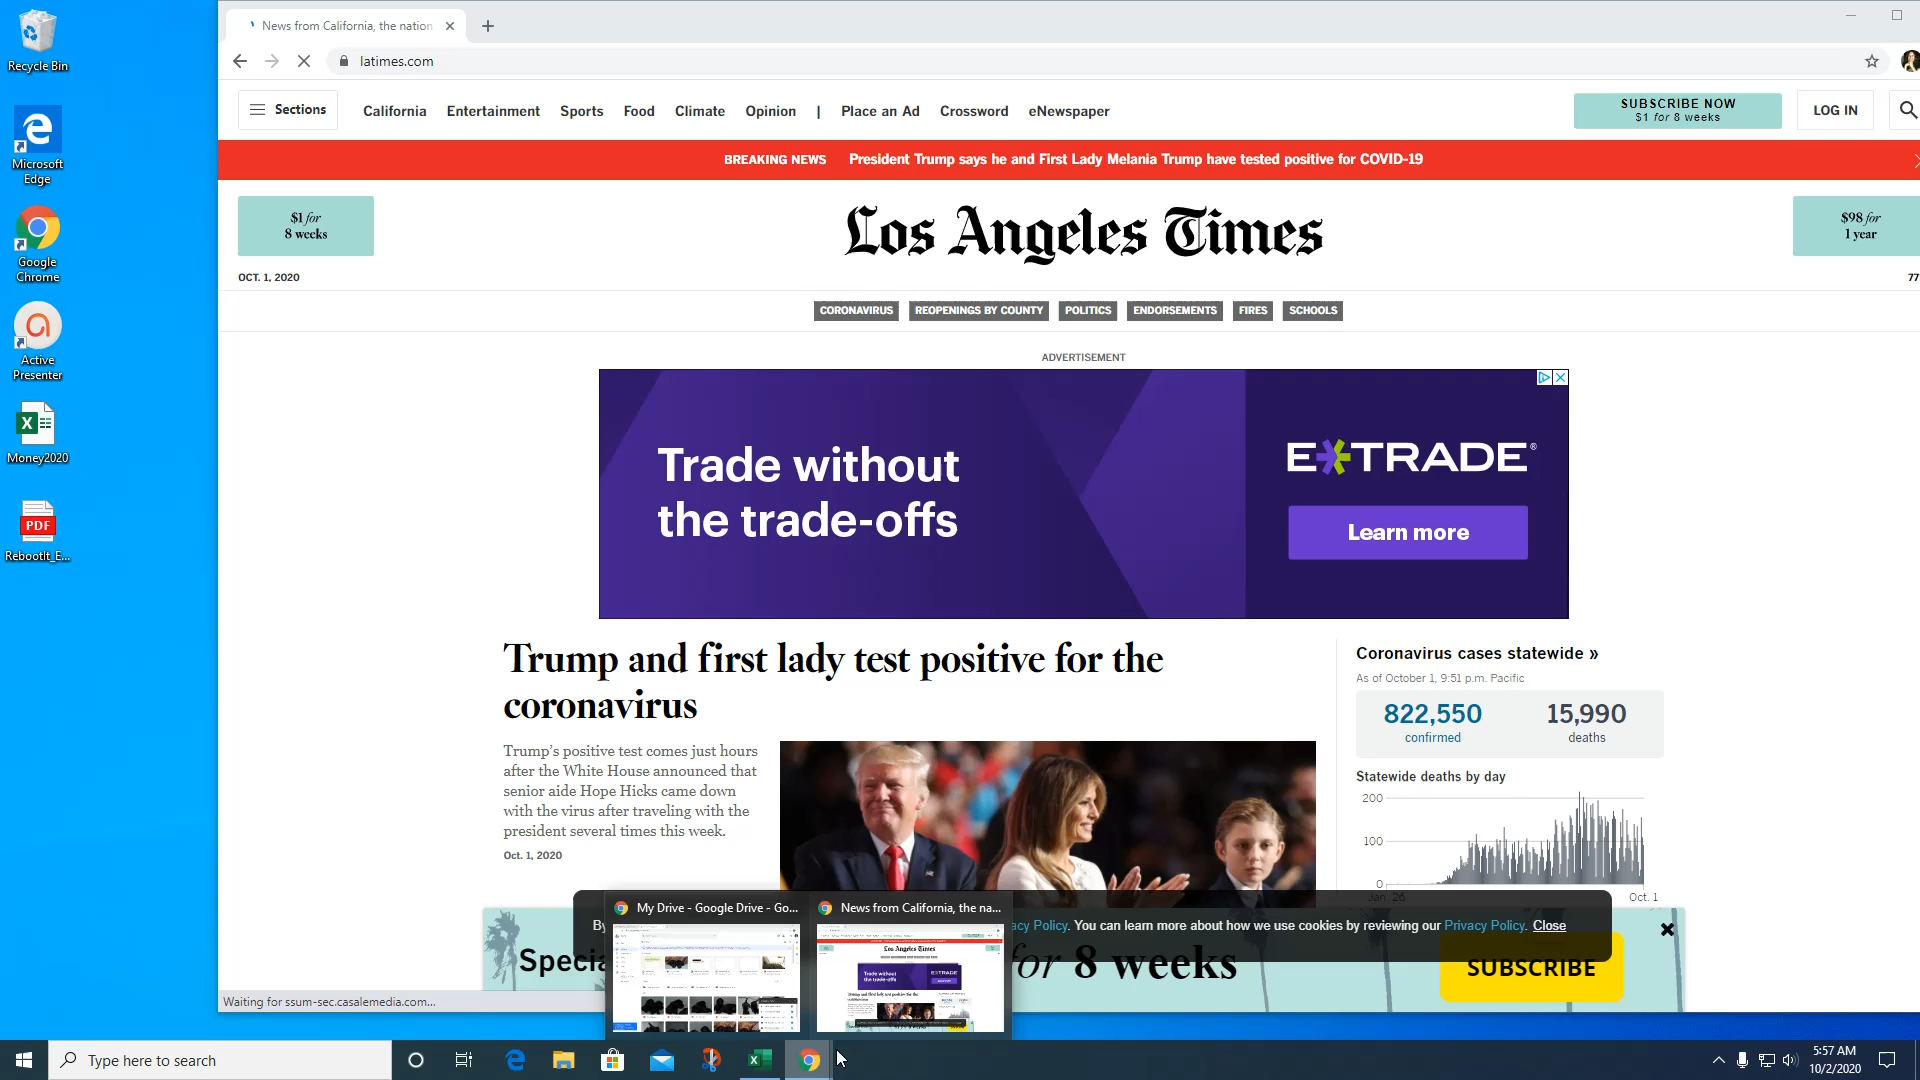 Recycle Bin
Microsoft
Edge
Google
Chrome
Active
Presenter
Money2020
PDF
RebootIt_E...
News from California, the nation
latimes.com
Sections
California Entertainment Sports Food Climate Opinion | Place an Ad Crossword eNewspaper
SUBSCRIBE NOW
$1 for 8 weeks
LOG IN
BREAKING NEWS President Trump says he and First Lady Melania Trump have tested positive for COVID-19
$1 for
8 weeks
Los Angeles Times
$98 for
1 year
OCT. 1, 2020
77
CORONAVIRUS REOPENINGS BY COUNTY POLITICS ENDORSEMENTS FIRES SCHOOLS
ADVERTISEMENT
Trade without
the trade-offs
E*TRADE®
Learn more
Trump and first lady test positive for the
coronavirus
Trump's positive test comes just hours
after the White House announced that
senior aide Hope Hicks came down
with the virus after traveling with the
president several times this week.
Oct. 1, 2020
Coronavirus cases statewide »
As of October 1, 9:51 p.m. Pacific
822,550
confirmed
15,990
deaths
Statewide deaths by day
200
100
0
Jan. 26
Oct. 1
My Drive - Google Drive - Go...
News from California, the na...
By
acy Policy. You can learn more about how we use cookies by reviewing our Privacy Policy. Close
Specia
for 8 weeks
SUBSCRIBE
Waiting for ssum-sec.casalemedia.com...
Type here to search
5:57 AM
10/2/2020